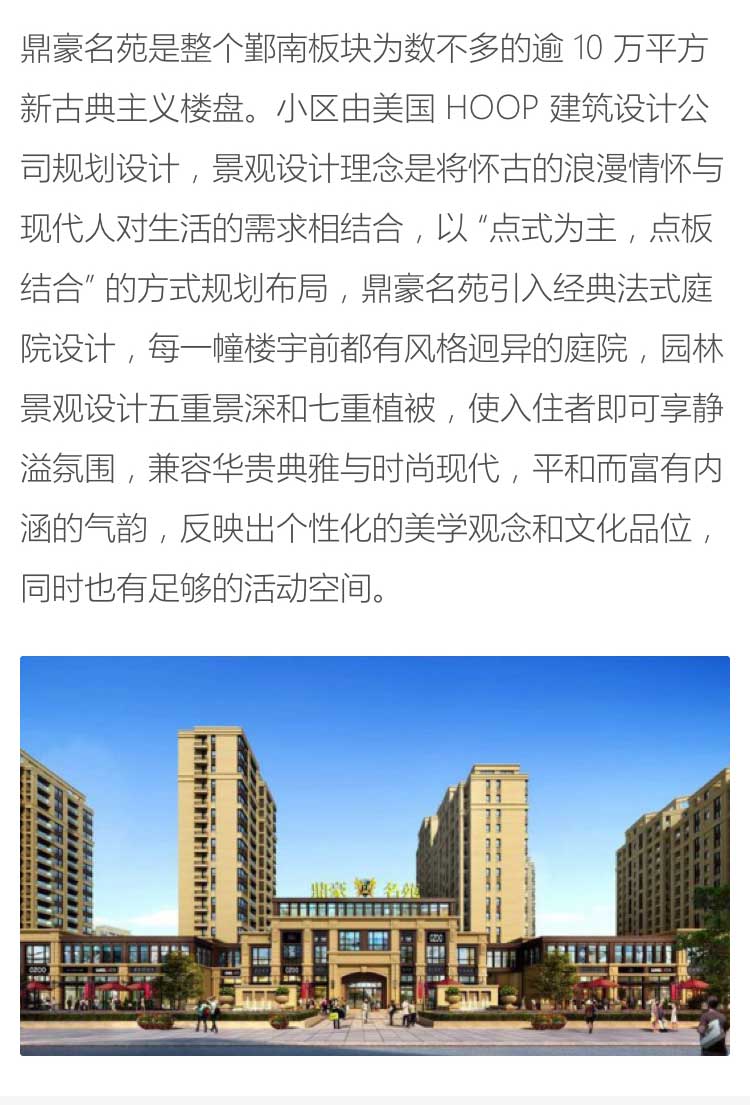 鼎豪名苑是整个鄞南板块为数不多的逾 10 万平方
新古典主义楼盘。小区由美国 HOOP 建筑设计公
司规划设计，景观设计理念是将怀古的浪漫情怀与
现代人对生活的需求相结合，以 “点式为主，点板
结合” 的方式规划布局，鼎豪名苑引入经典法式庭
院设计，每一幢楼宇前都有风格迥异的庭院，园林
景观设计五重景深和七重植被，使入住者即可享静
溢氛围，兼容华贵典雅与时尚现代，平和而富有内
涵的气韵，反映出个性化的美学观念和文化品位，
同时也有足够的活动空间。
鼎豪 名苑